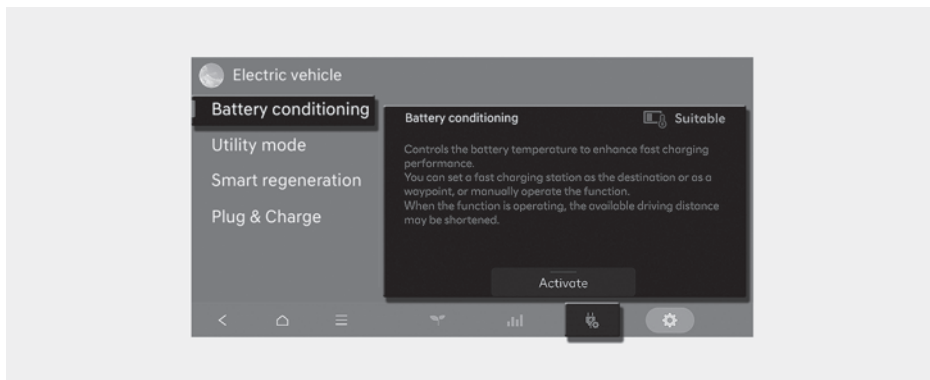 Electric vehicle
Battery conditioning
Utility mode
Smart regeneration
Plug & Charge
Battery conditioning
Suitable
Controls the battery temperature to enhance fast charging
performance.
You can set a fast charging station as the destination or as a
waypoint, or manually operate the function.
When the function is operating, the available driving distance
may be shortened.
Activate